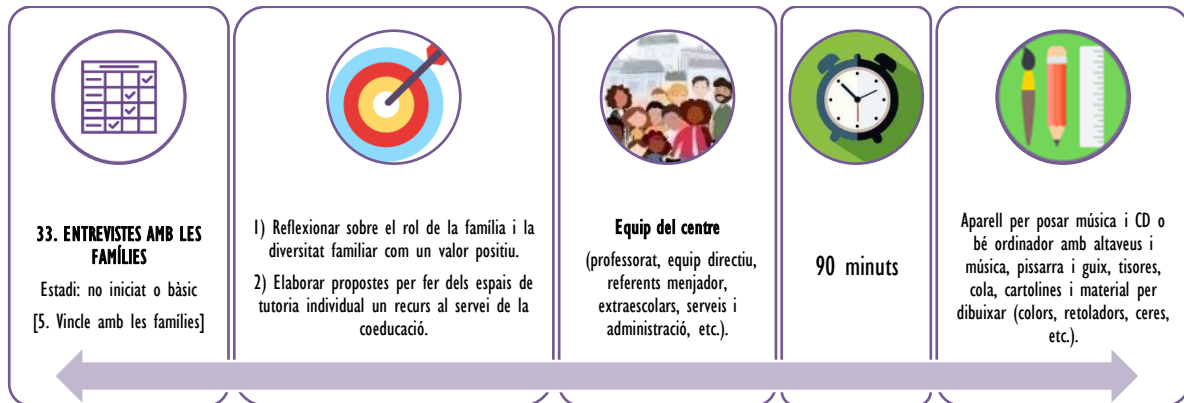 33. ENTREVISTES AMB LES
FAMÍLIES
Estadi: no iniciat o bàsic
[5. Vincle amb les famílies]
1) Reflexionar sobre el rol de la família i la
diversitat familiar com un valor positiu.
2) Elaborar propostes per fer dels espais de
tutoria individual un recurs al servei de la
coeducació.
Equip del centre
(professorat, equip directiu,
referents menjador,
extraescolars, serveis i
administració, etc.).
90 minuts
Aparell per posar música i CD o
bé ordinador amb altaveus i
música, pissarra i guix, tisores,
cola, cartolines i material per
dibuixar (colors, retoladors, ceres,
etc.).